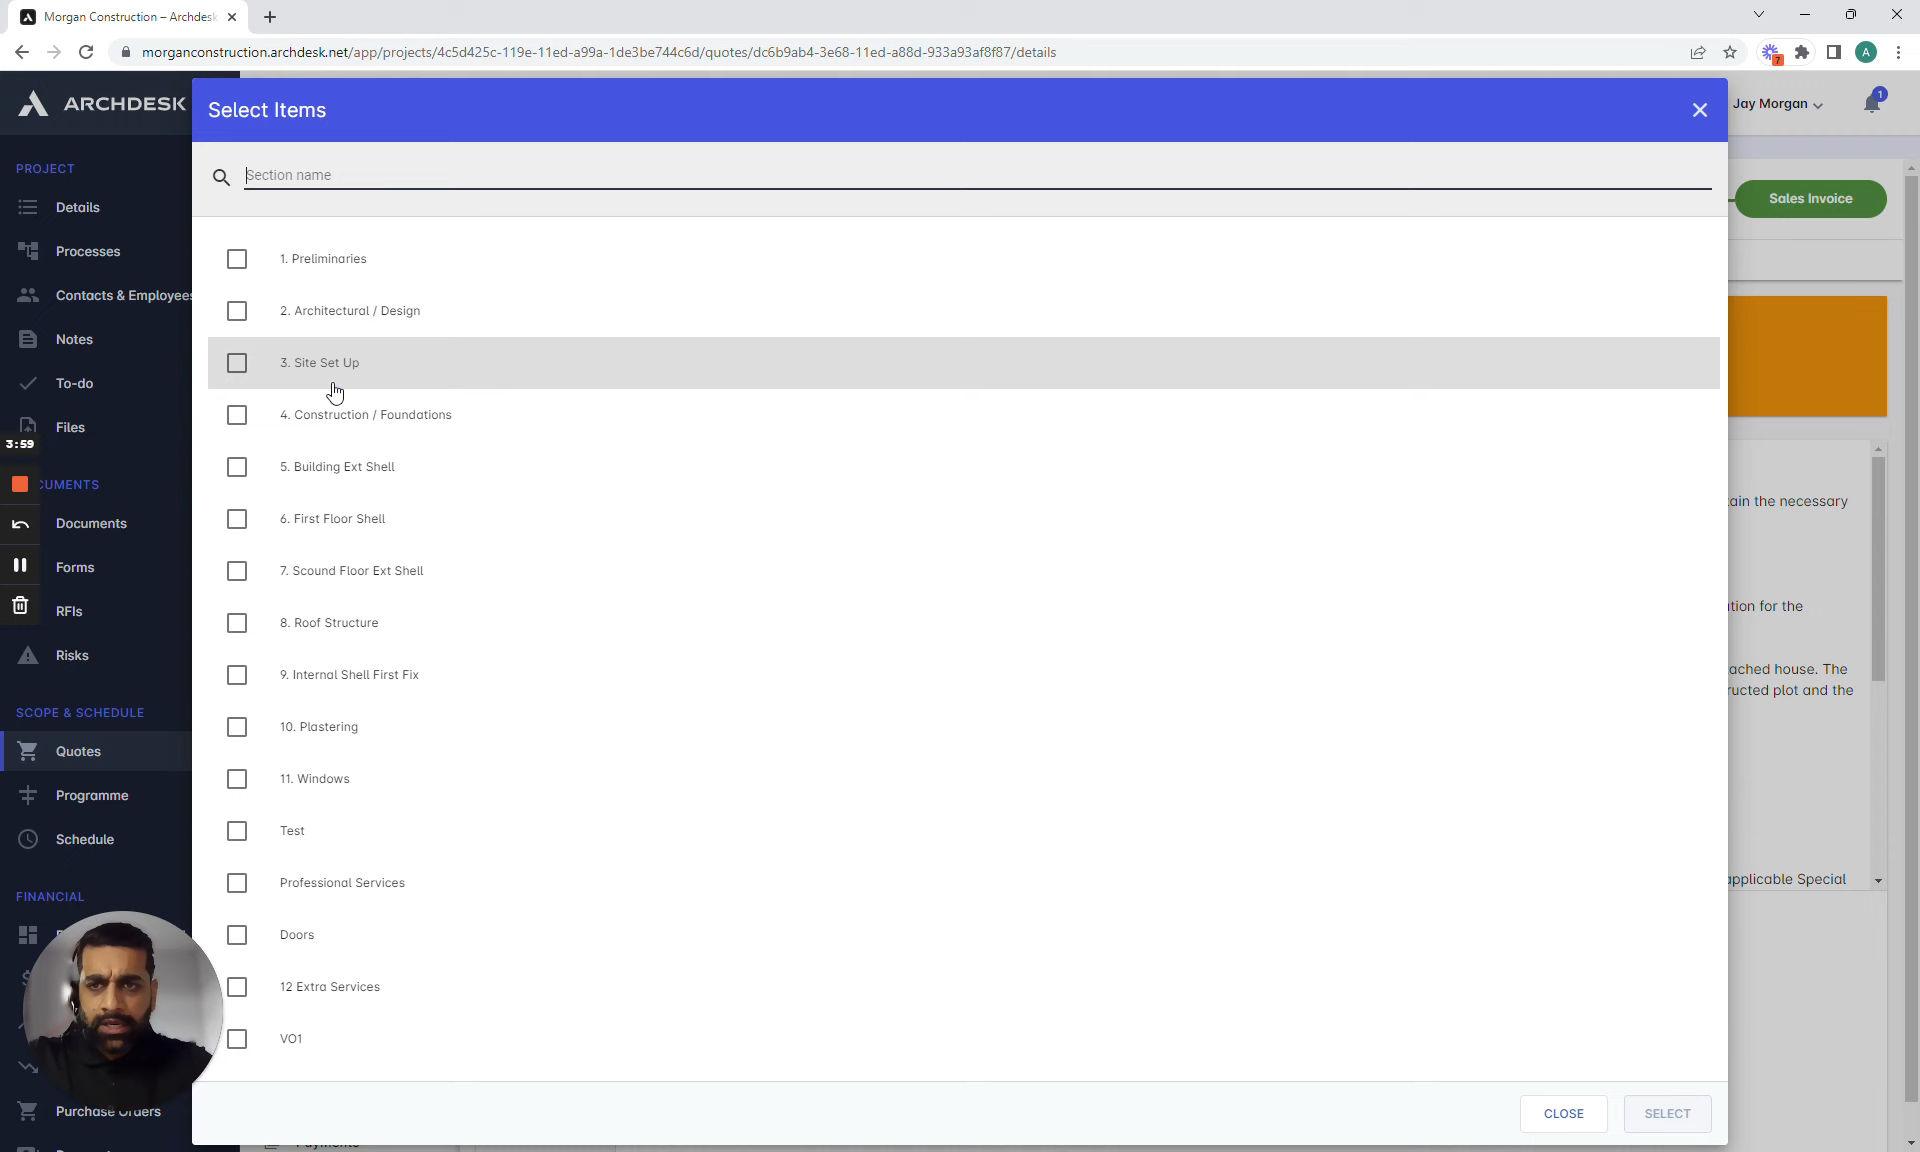 Morgan Construction – Archdesk
morganconstruction.archdesk.net/app/projects/4c5d425c-119e-11ed-a99a-1de3be744c6d/quotes/dc6b9ab4-3e68-11ed-a88d-933a93af8f87/details
7
A
ARCHDESK
Select Items
Jay Morgan
1
Section name
PROJECT
Details
Processes
Contacts & Employees
Notes
To-do
Files
3:59
CUMENTS
Documents
Forms
RFIs
Risks
SCOPE & SCHEDULE
Quotes
Programme
Schedule
FINANCIAL
Purchase Orders
1. Preliminaries
2. Architectural / Design
3. Site Set Up
4. Construction / Foundations
5. Building Ext Shell
6. First Floor Shell
7. Scound Floor Ext Shell
8. Roof Structure
9. Internal Shell First Fix
10. Plastering
11. Windows
Test
Professional Services
Doors
12 Extra Services
VO1
CLOSE
SELECT
Sales Invoice
ain the necessary
tion for the
ached house. The
ructed plot and the
applicable Special